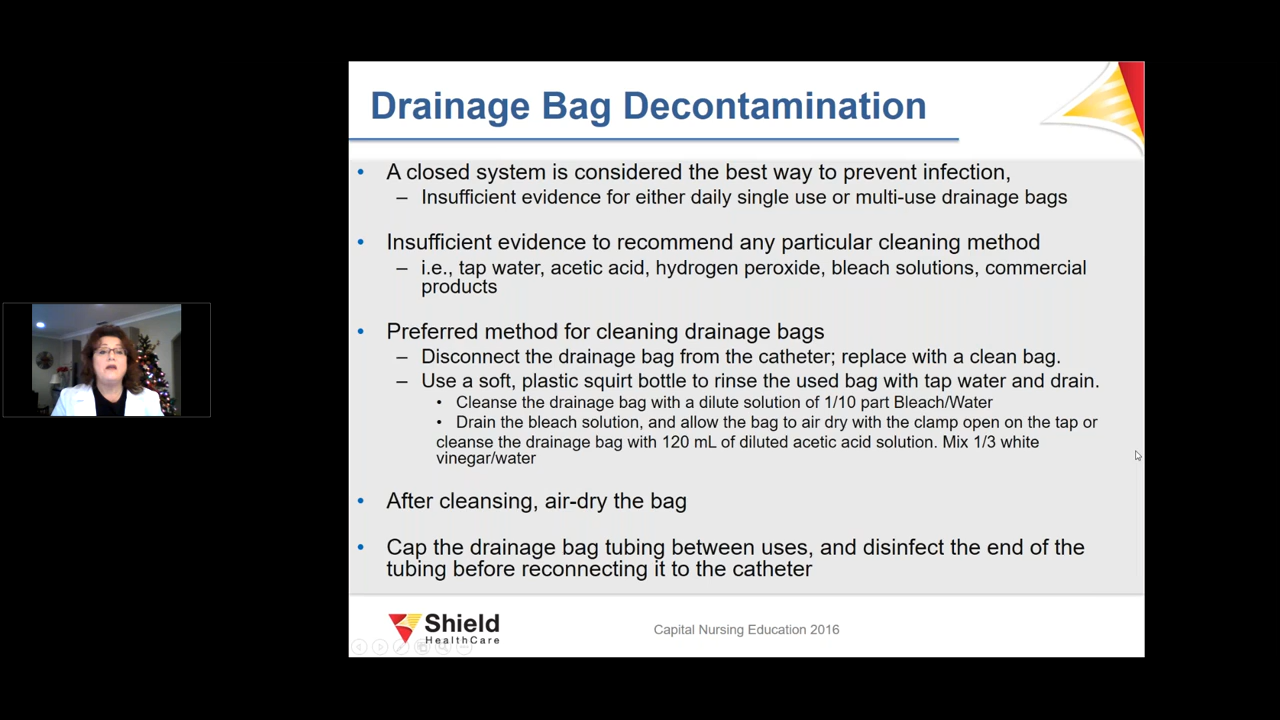 Drainage Bag Decontamination
• A closed system is considered the best way to prevent infection,
– Insufficient evidence for either daily single use or multi-use drainage bags
• Insufficient evidence to recommend any particular cleaning method
– i.e., tap water, acetic acid, hydrogen peroxide, bleach solutions, commercial
products
• Preferred method for cleaning drainage bags
– Disconnect the drainage bag from the catheter; replace with a clean bag.
– Use a soft, plastic squirt bottle to rinse the used bag with tap water and drain.
• Cleanse the drainage bag with a dilute solution of 1/10 part Bleach/Water
• Drain the bleach solution, and allow the bag to air dry with the clamp open on the tap or
cleanse the drainage bag with 120 mL of diluted acetic acid solution. Mix 1/3 white
vinegar/water
• After cleansing, air-dry the bag
• Cap the drainage bag tubing between uses, and disinfect the end of the
tubing before reconnecting it to the catheter
Shield
HealthCare
Capital Nursing Education 2016